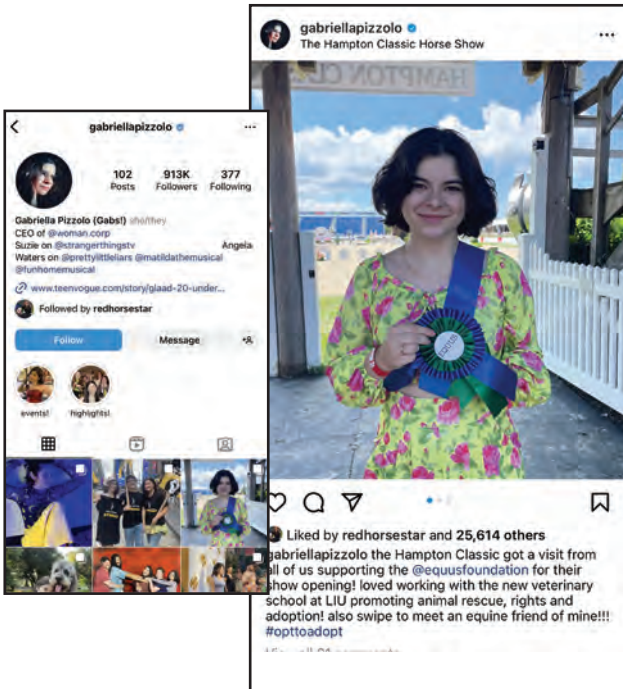 gabriellapizzolo
102
Posts
913K
Followers
377
Following
Gabriella Pizzolo (Gabs!) she/they
CEO of @woman.corp
Suzie on @strangerthingstv Angela
Waters on @prettylittleliars @matildathemusical
@funhomemusical
www.teenvogue.com/story/glaad-20-under...
Followed by redhorsestar
Follow
Message
events!
highlights!
gabriellapizzolo
The Hampton Classic Horse Show
HAMPTON CL
EQUUS
Liked by redhorsestar and 25,614 others
gabriellapizzolo the Hampton Classic got a visit from
all of us supporting the @equusfoundation for their
show opening! loved working with the new veterinary
school at LIU promoting animal rescue, rights and
adoption! also swipe to meet an equine friend of mine!!!
#opttoadopt